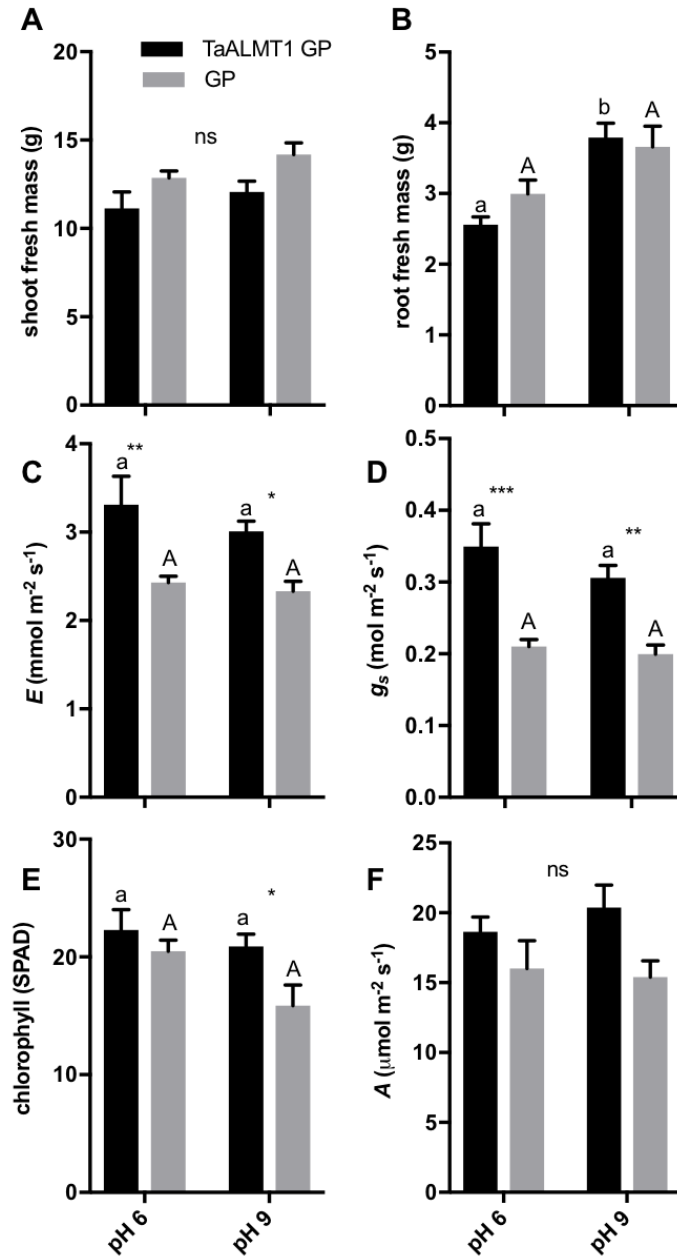 A
20
15
10
5
0
shoot fresh mass (g)
TaALMT1 GP
GP
ns
B
5
4
3
2
1
0
root fresh mass (g)
a
A
b
A
C
4
3
2
1
0
E (mmol m-2 s-1)
a
**
A
a
*
A
D
0.5
0.4
0.3
0.2
0.1
0.0
gs (mol m-2 s-1)
a
***
A
a
**
A
E
30
20
10
0
chlorophyll (SPAD)
a
A
a
*
A
pH 6
pH 9
F
25
20
15
10
5
0
A (μmol m-2 s-1)
ns
pH 6
pH 9